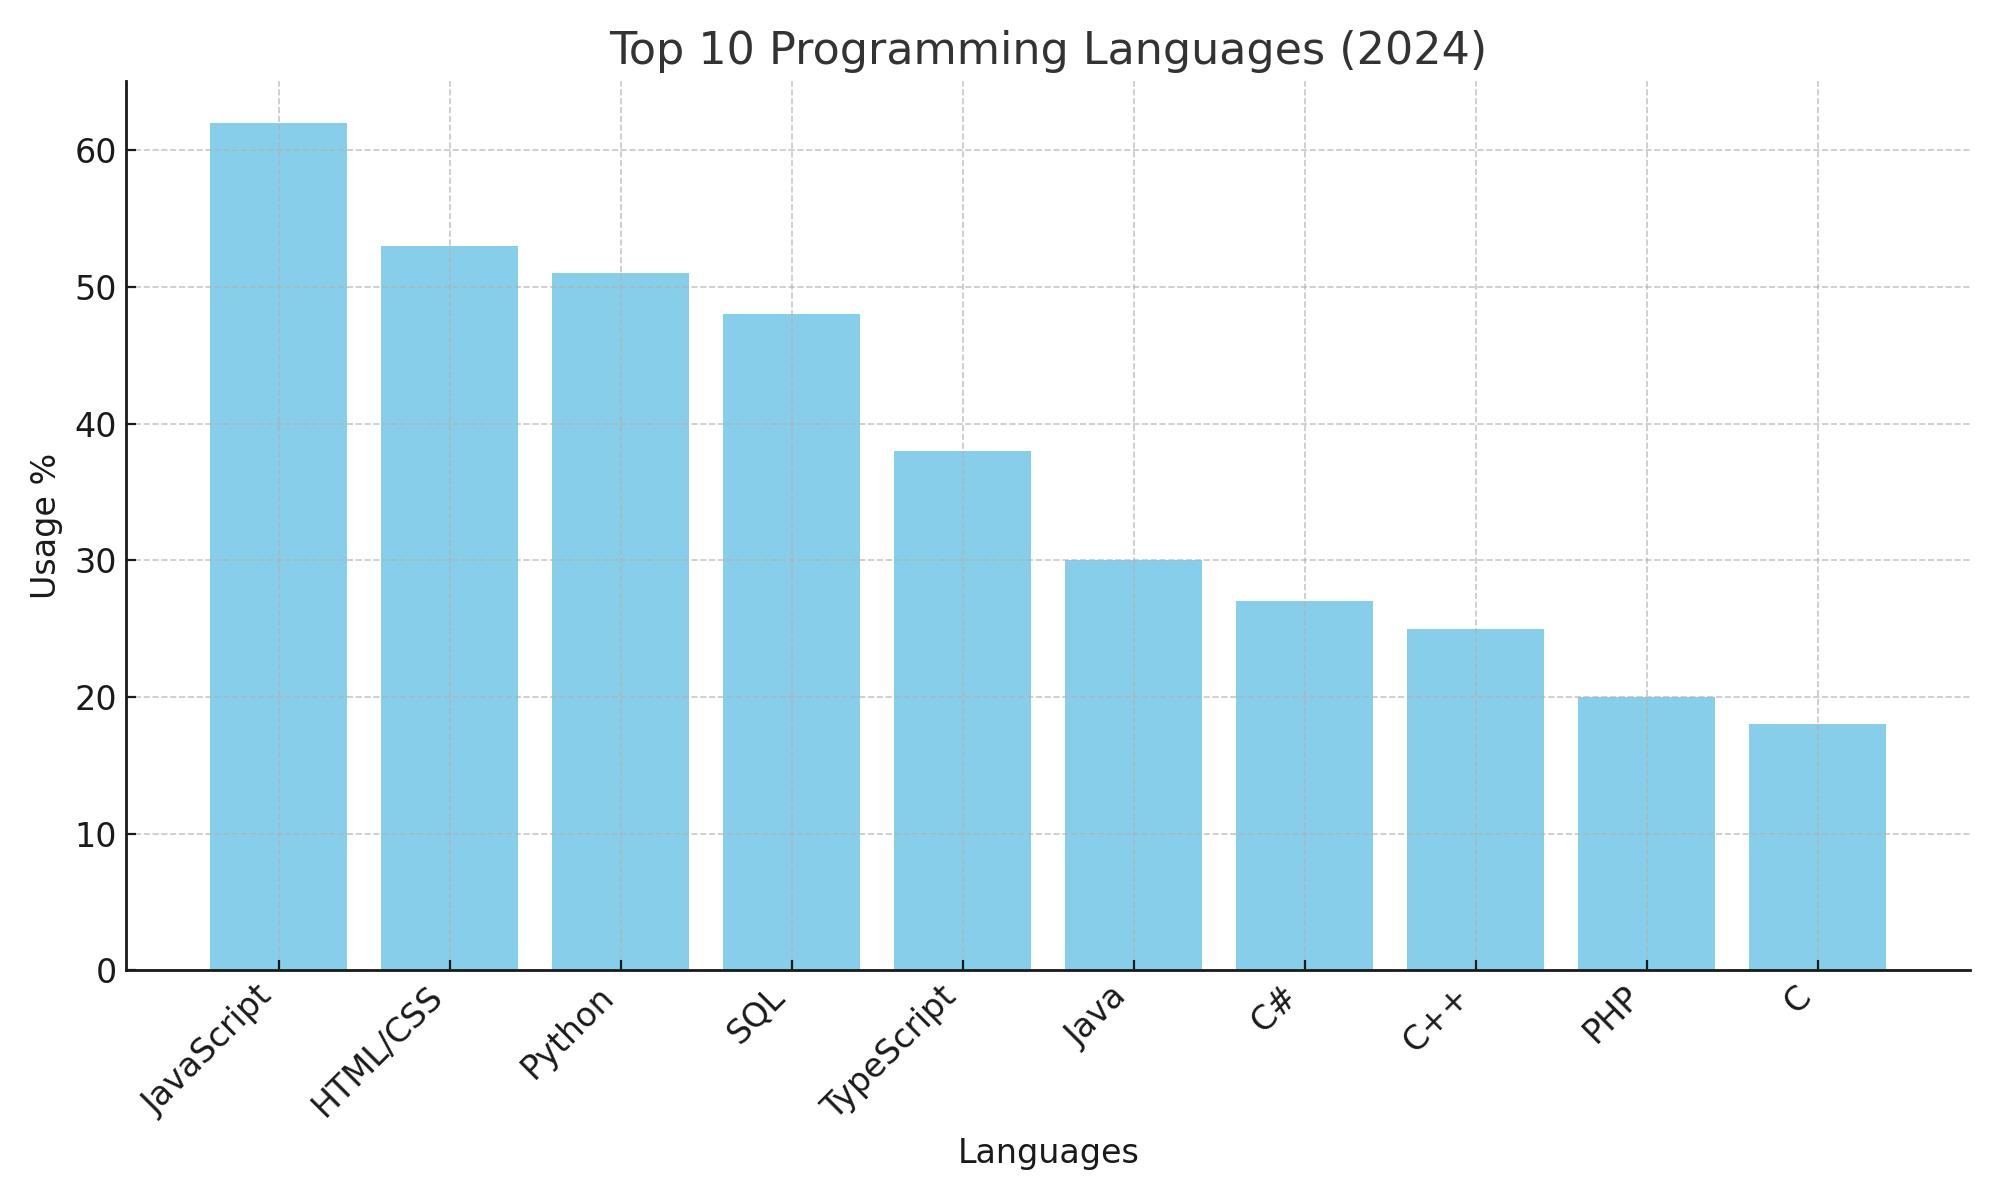 Top 10 Programming Languages (2024)
Usage %
60
50
40
30
20
10
0
JavaScript
HTML/CSS
Python
SQL
TypeScript
Java
C#
C++
PHP
C
Languages